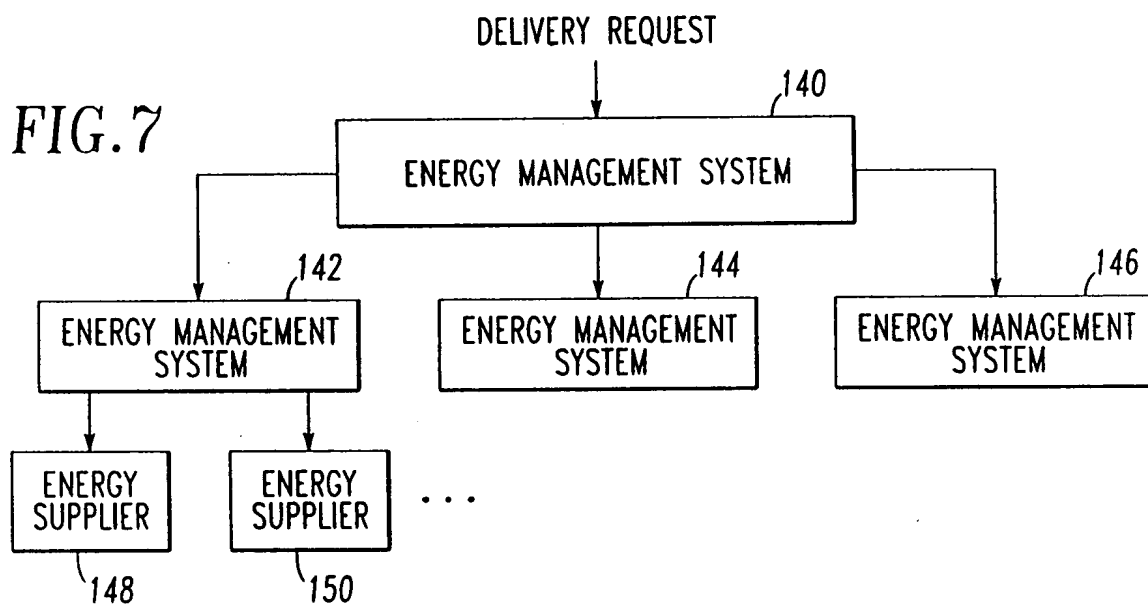 DELIVERY REQUEST
FIG. 7
140
ENERGY MANAGEMENT SYSTEM
142
144
146
ENERGY MANAGEMENT
SYSTEM
ENERGY MANAGEMENT
SYSTEM
ENERGY MANAGEMENT
SYSTEM
ENERGY
SUPPLIER
ENERGY
SUPPLIER
...
148
150